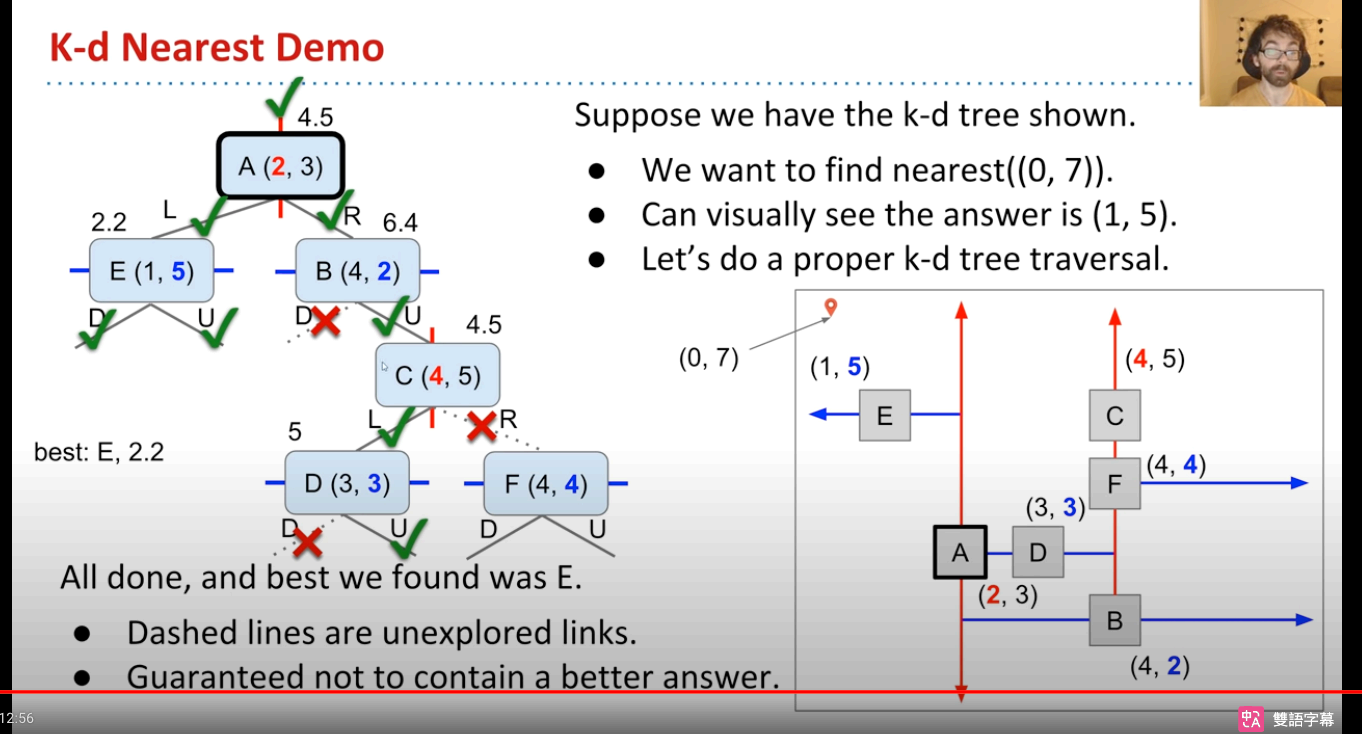 K-d Nearest Demo
4.5
A (2, 3)
L
R
2.2
6.4
E (1, 5)
B (4, 2)
D
U
D
U
4.5
C (4, 5)
L
R
best: E, 2.2
5
D (3, 3)
F (4, 4)
D
U
D
U
All done, and best we found was E.
● Dashed lines are unexplored links.
● Guaranteed not to contain a better answer.
Suppose we have the k-d tree shown.
● We want to find nearest((0, 7)).
● Can visually see the answer is (1, 5).
● Let's do a proper k-d tree traversal.
(0, 7)
(1, 5)
E
(4, 5)
C
(4, 4)
F
(3, 3)
A
D
(2, 3)
B
(4, 2)
12:56
中A 雙語字幕